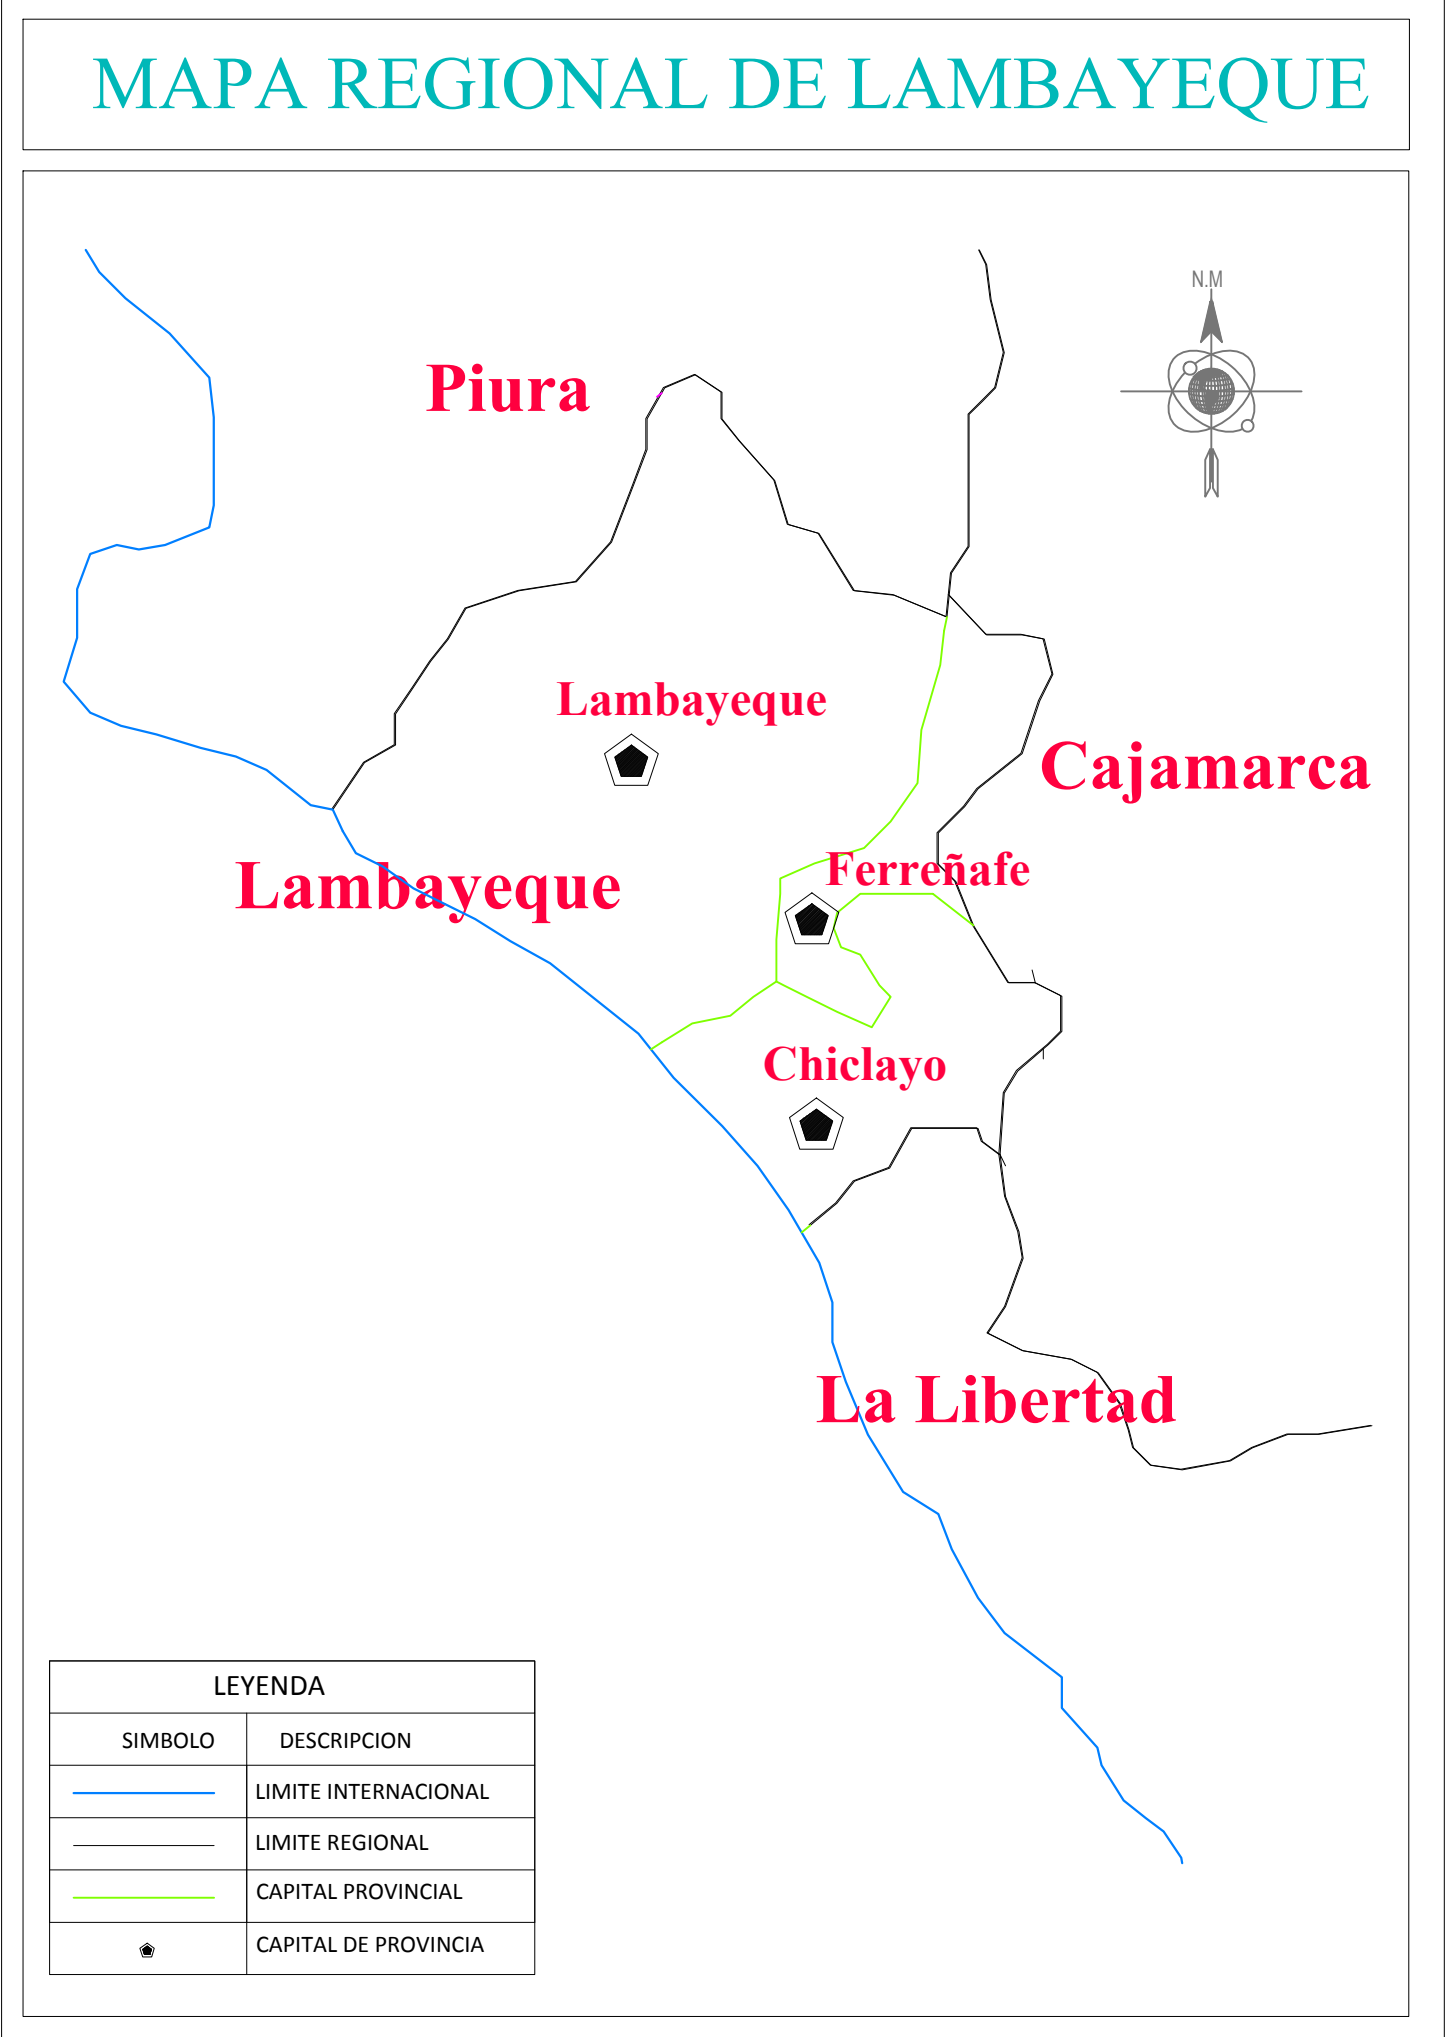 MAPA REGIONAL DE LAMBAYEQUE
N.M
Piura
Lambayeque
Cajamarca
Ferreñafe
Lambayeque
Chiclayo
La Libertad
LEYENDA
SIMBOLO DESCRIPCION
LIMITE INTERNACIONAL
LIMITE REGIONAL
CAPITAL PROVINCIAL
CAPITAL DE PROVINCIA